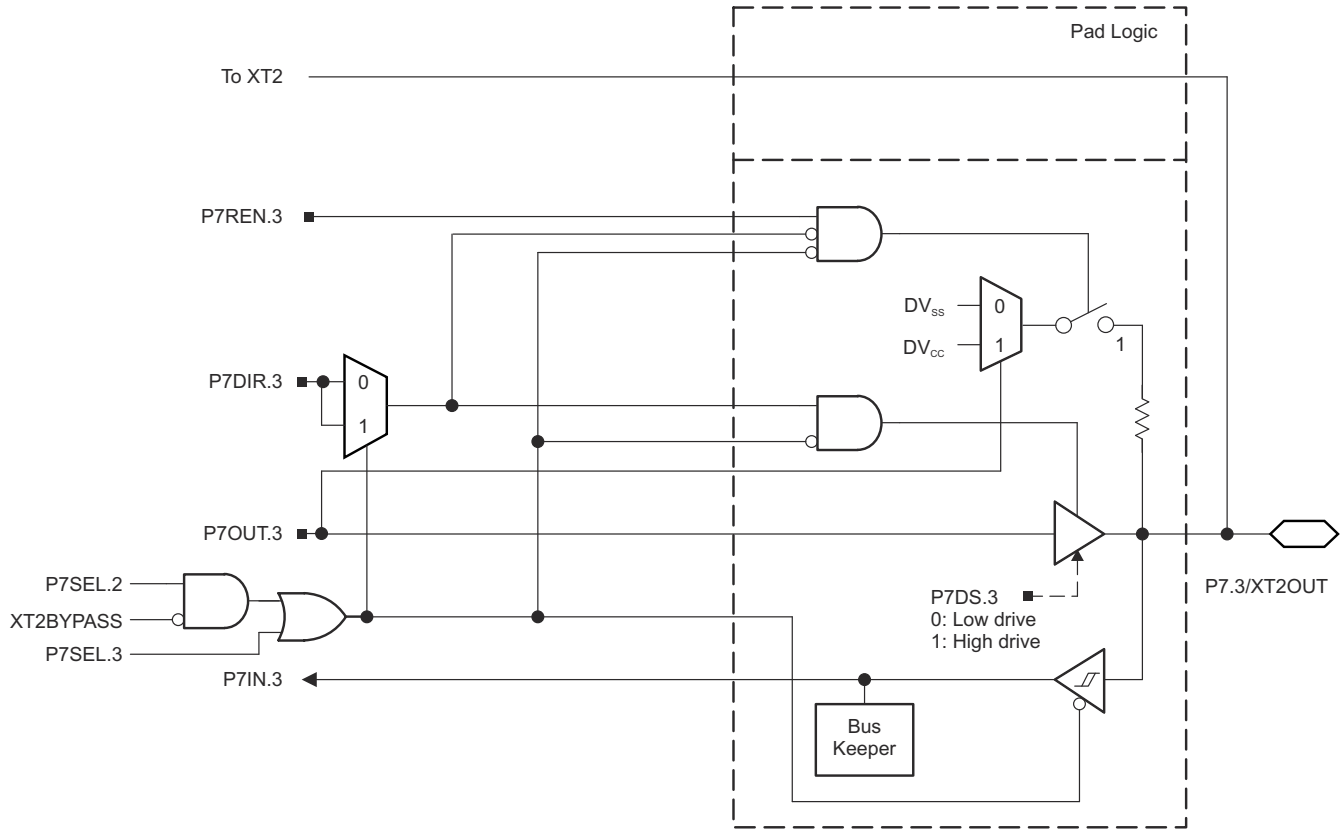 Pad Logic
To XT2
P7REN.3
DVSS
0
DVCC
1
1
P7DIR.3
0
1
P7OUT.3
P7SEL.2
XT2BYPASS
P7SEL.3
P7DS.3
0: Low drive
1: High drive
P7.3/XT2OUT
P7IN.3
Bus
Keeper